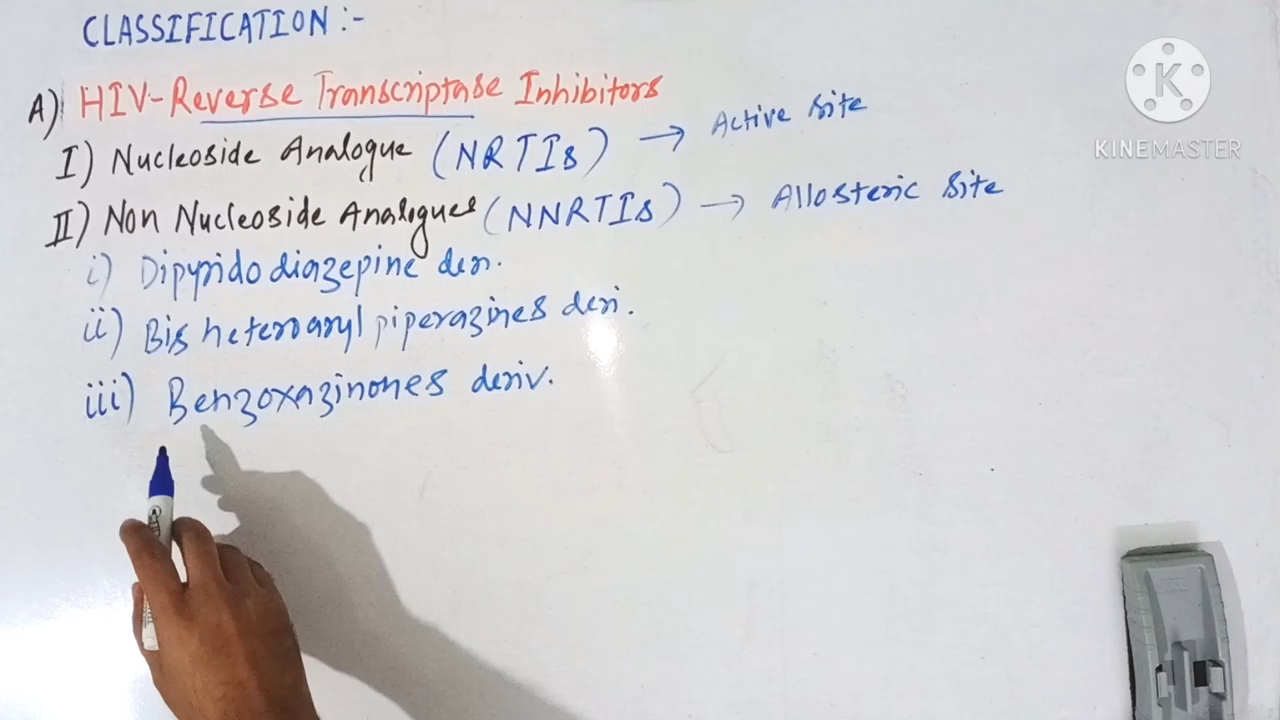 CLASSIFICATION :-
A) HIV-Reverse Transcriptase Inhibitors
I) Nucleoside Analogue (NRTIs) → Active site
II) Non Nucleoside Analogues (NNRTIs) → Allosteric site
i) Dipyrido diazepine deri.
ii) Bis heteroaryl piperazines deri.
iii) Benzoxazinones deriv.
K
KINEMASTER